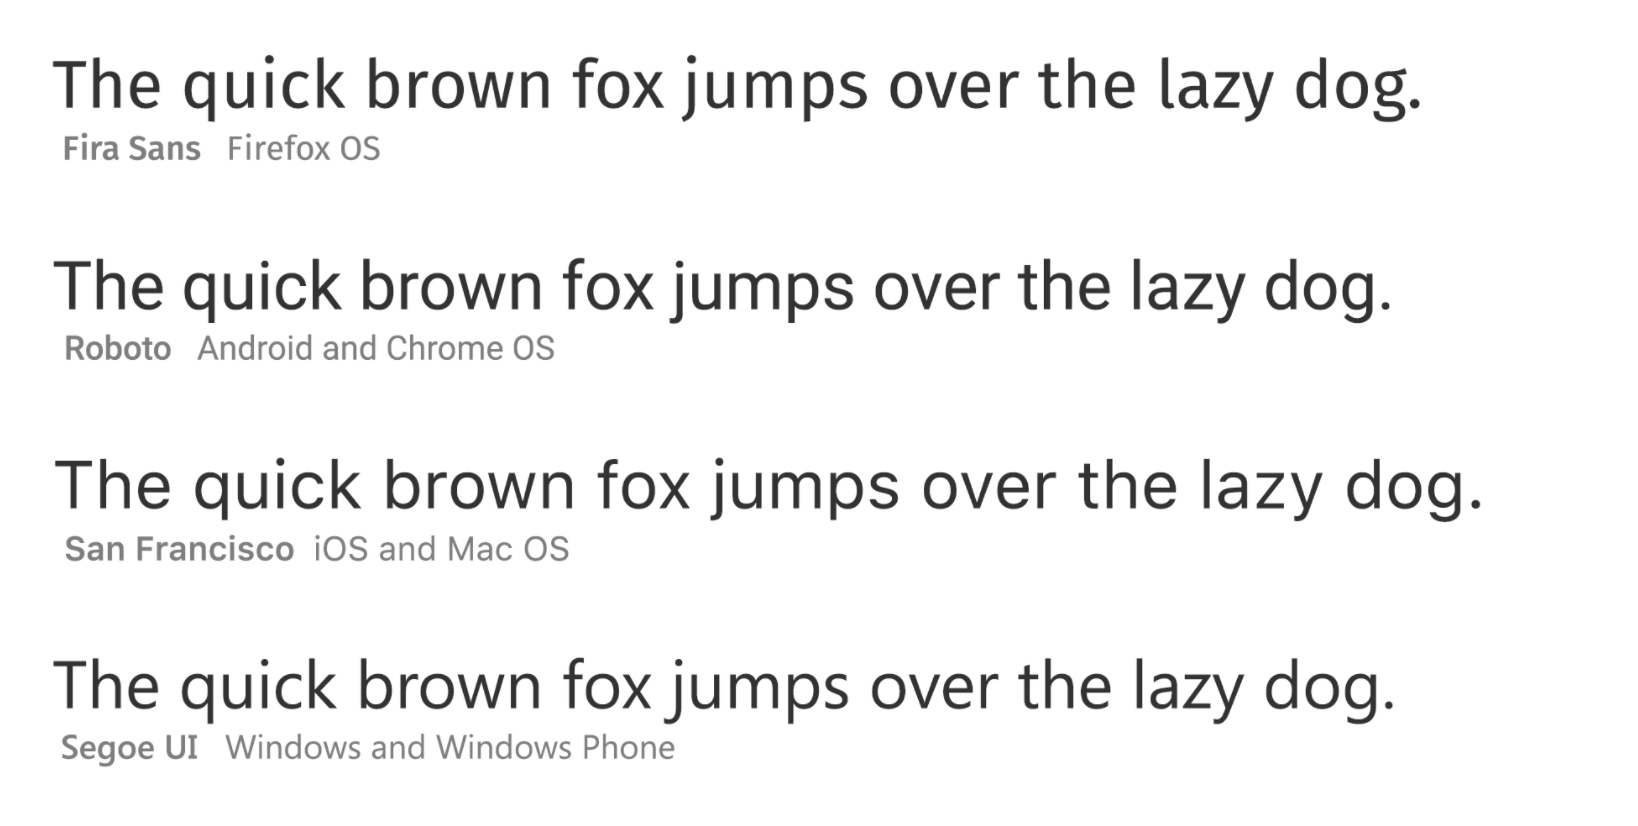 The quick brown fox jumps over the lazy dog.
Fira Sans Firefox OS
The quick brown fox jumps over the lazy dog.
Roboto Android and Chrome OS
The quick brown fox jumps over the lazy dog.
San Francisco iOS and Mac OS
The quick brown fox jumps over the lazy dog.
Segoe UI Windows and Windows Phone